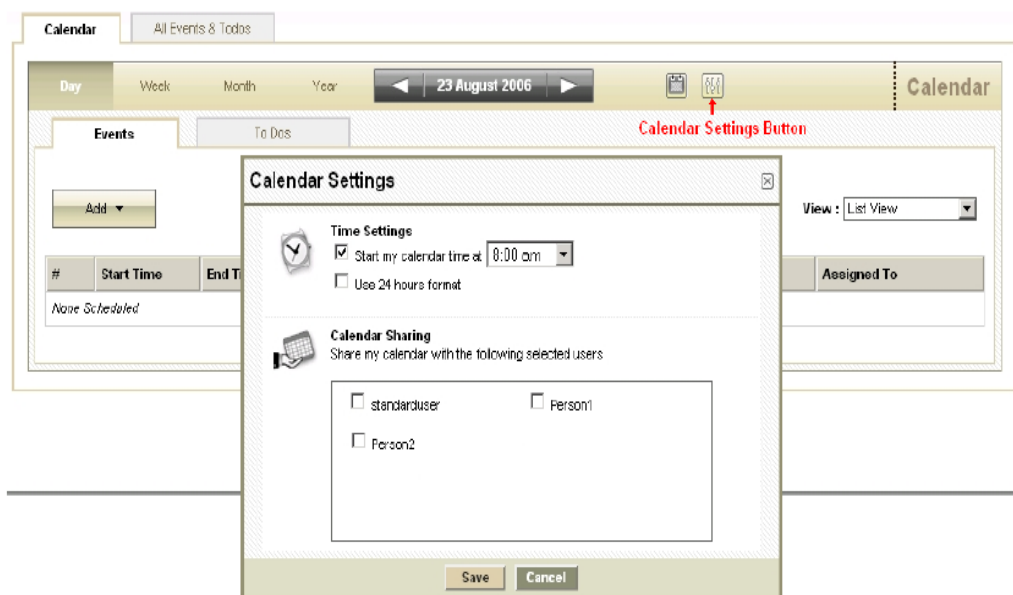 Calendar
All Events & Todos
Day
Week
Month
Year
23 August 2006
Calendar
Calendar Settings Button
Events
To Dos
Calendar Settings
Add
View : List View
Time Settings
Start my calendar time at 8:00 am
Use 24 hours format
# Start Time End Ti Assigned To
None Scheduled
Calendar Sharing
Share my calendar with the following selected users
standarduser Person1
Person2
Save Cancel